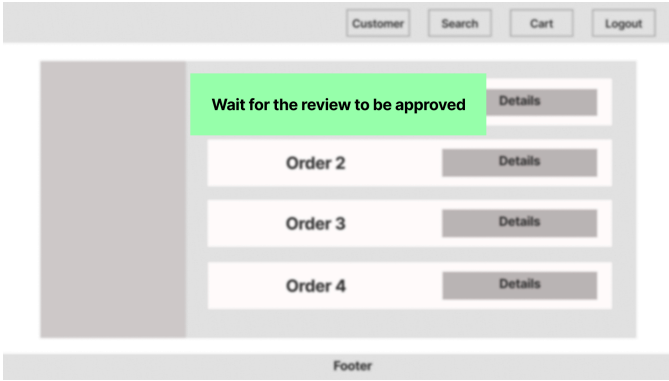 Customer Search Cart Logout
Wait for the review to be approved Details
Order 2 Details
Order 3 Details
Order 4 Details
Footer